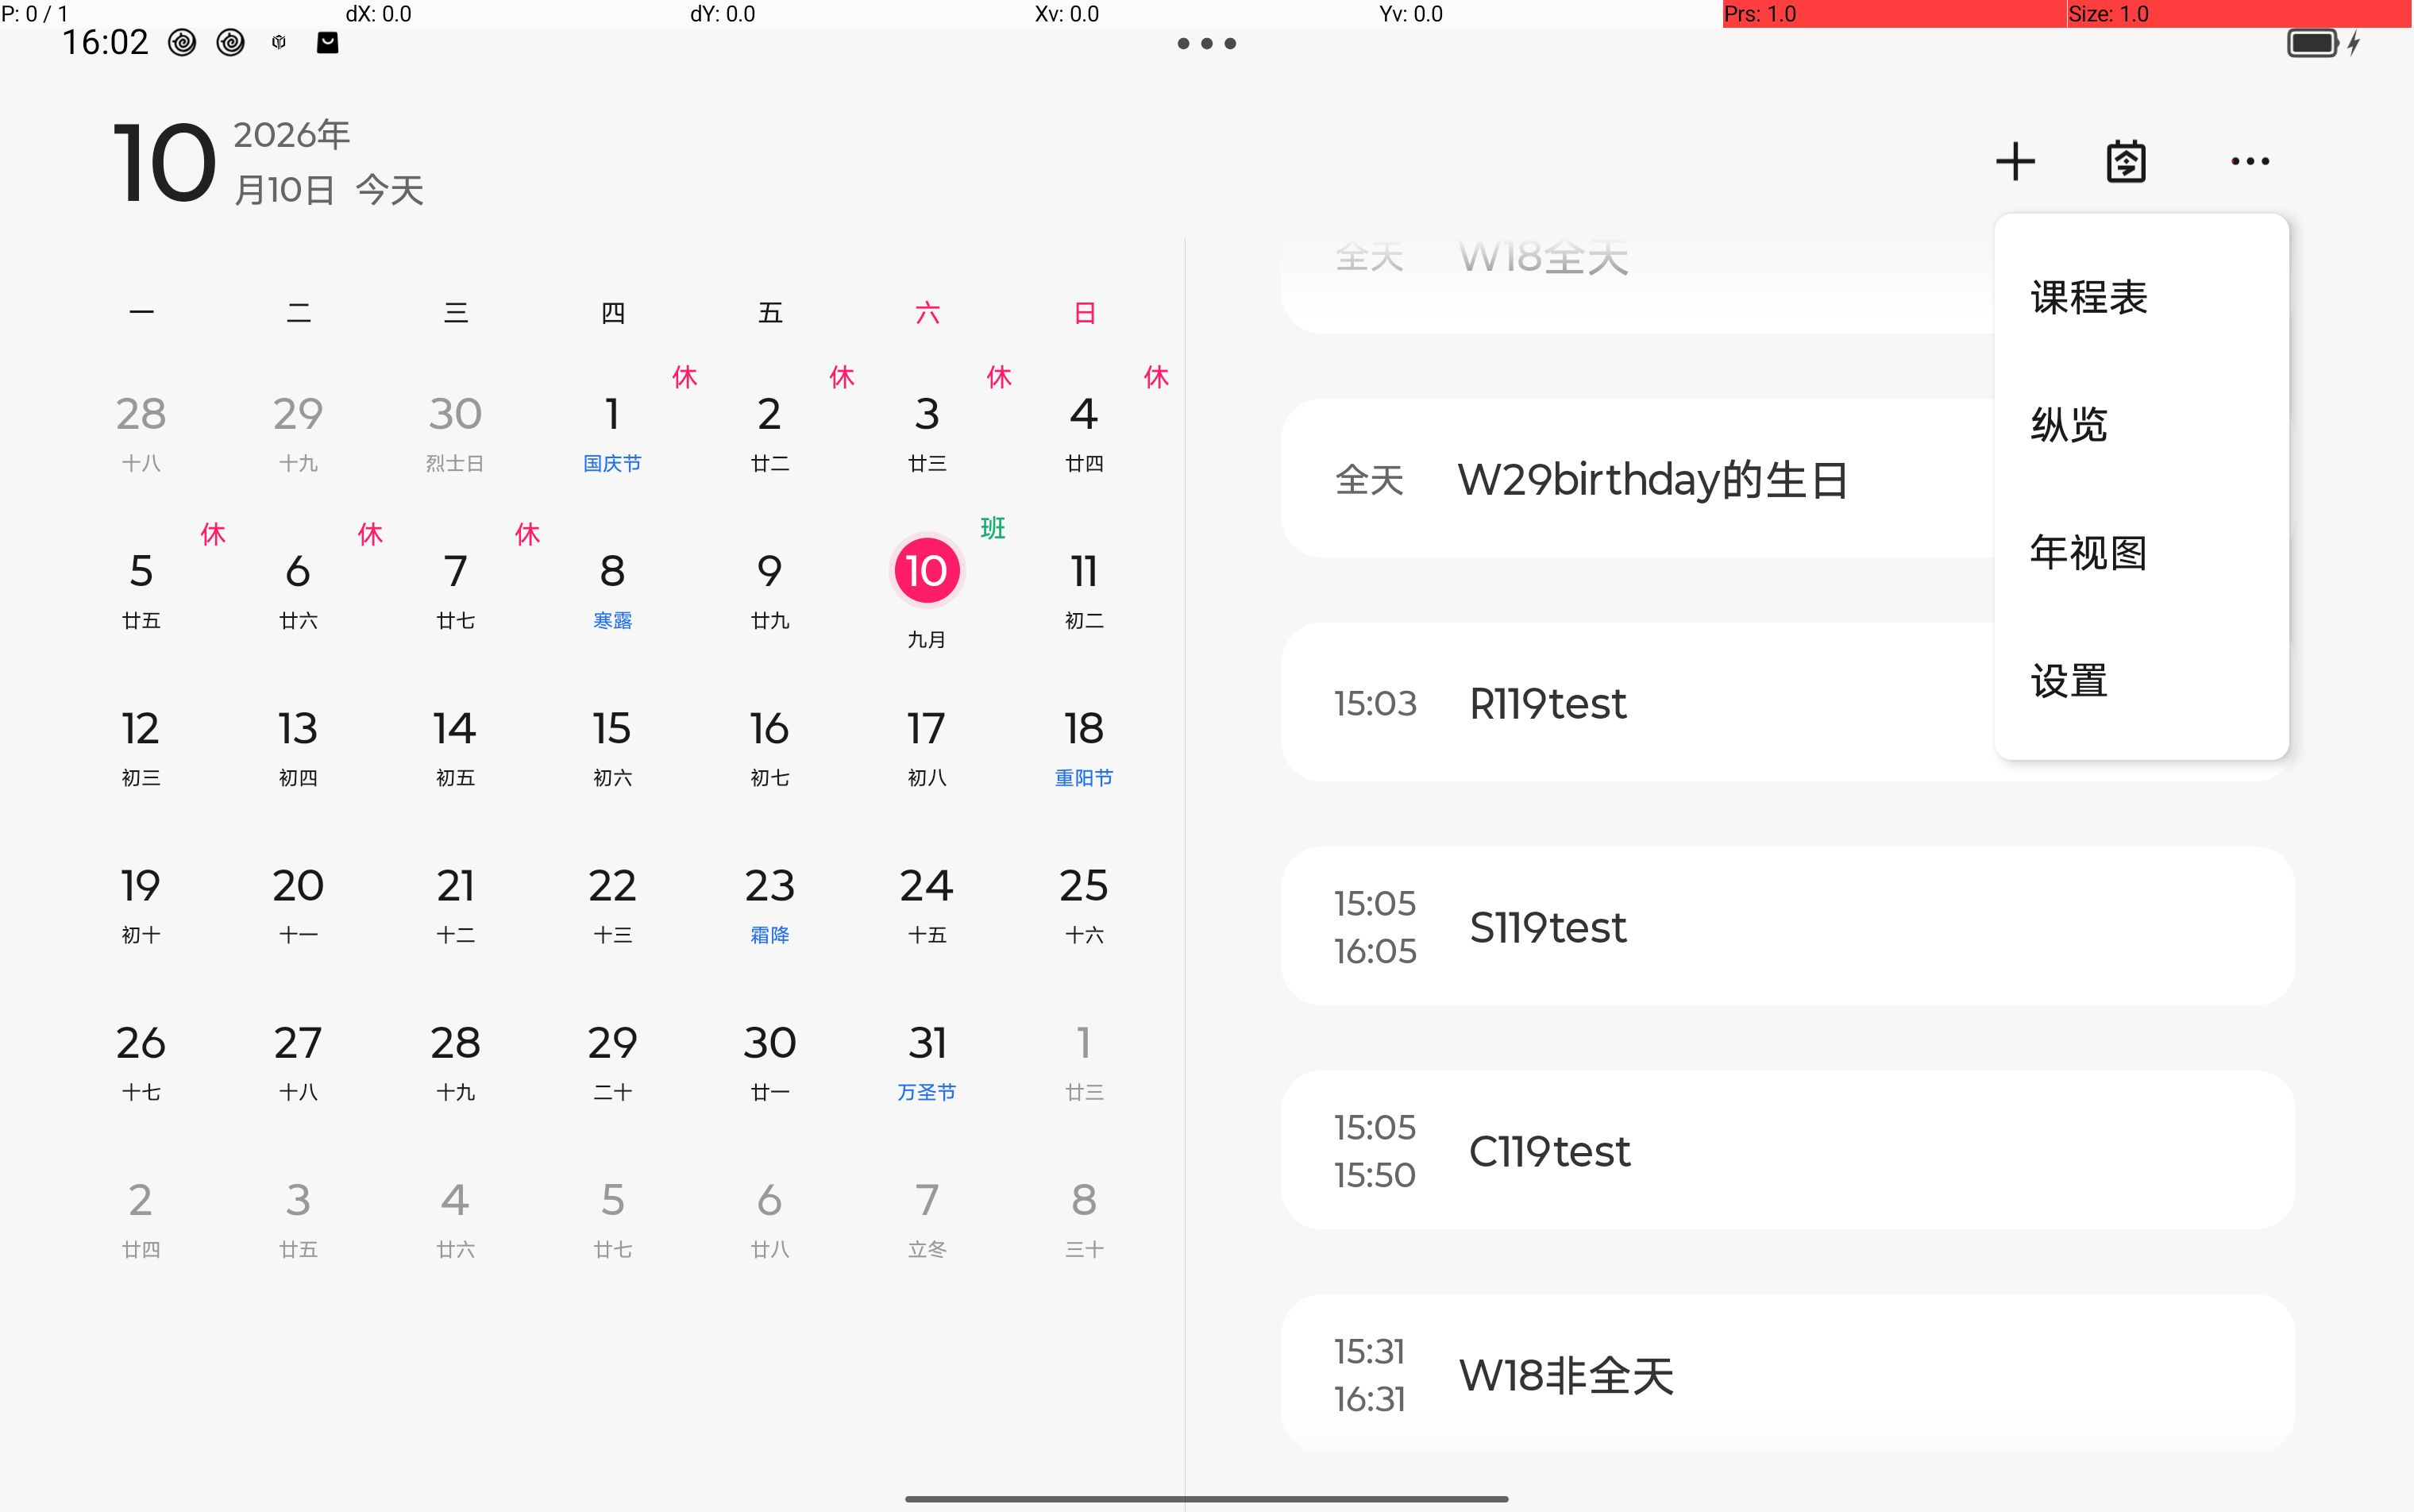 P: 0 / 1 dX: 0.0 dY: 0.0 Xv: 0.0 Yv: 0.0 Prs: 1.0 Size: 1.0
16:02
10 2026年
月10日 今天
一 二 三 四 五 六 日
休 休 休 休
28 29 30 1 2 3 4
十八 十九 烈士日 国庆节 廿二 廿三 廿四
休 休 休 班
5 6 7 8 9 10 11
廿五 廿六 廿七 寒露 廿九 九月 初二
12 13 14 15 16 17 18
初三 初四 初五 初六 初七 初八 重阳节
19 20 21 22 23 24 25
初十 十一 十二 十三 霜降 十五 十六
26 27 28 29 30 31 1
十七 十八 十九 二十 廿一 万圣节 廿三
2 3 4 5 6 7 8
廿四 廿五 廿六 廿七 廿八 立冬 三十
今
全天 W18全天
全天 W29birthday的生日
15:03 R119test
15:05
16:05
S119test
15:05
15:50
C119test
15:31
16:31
W18非全天
课程表
纵览
年视图
设置